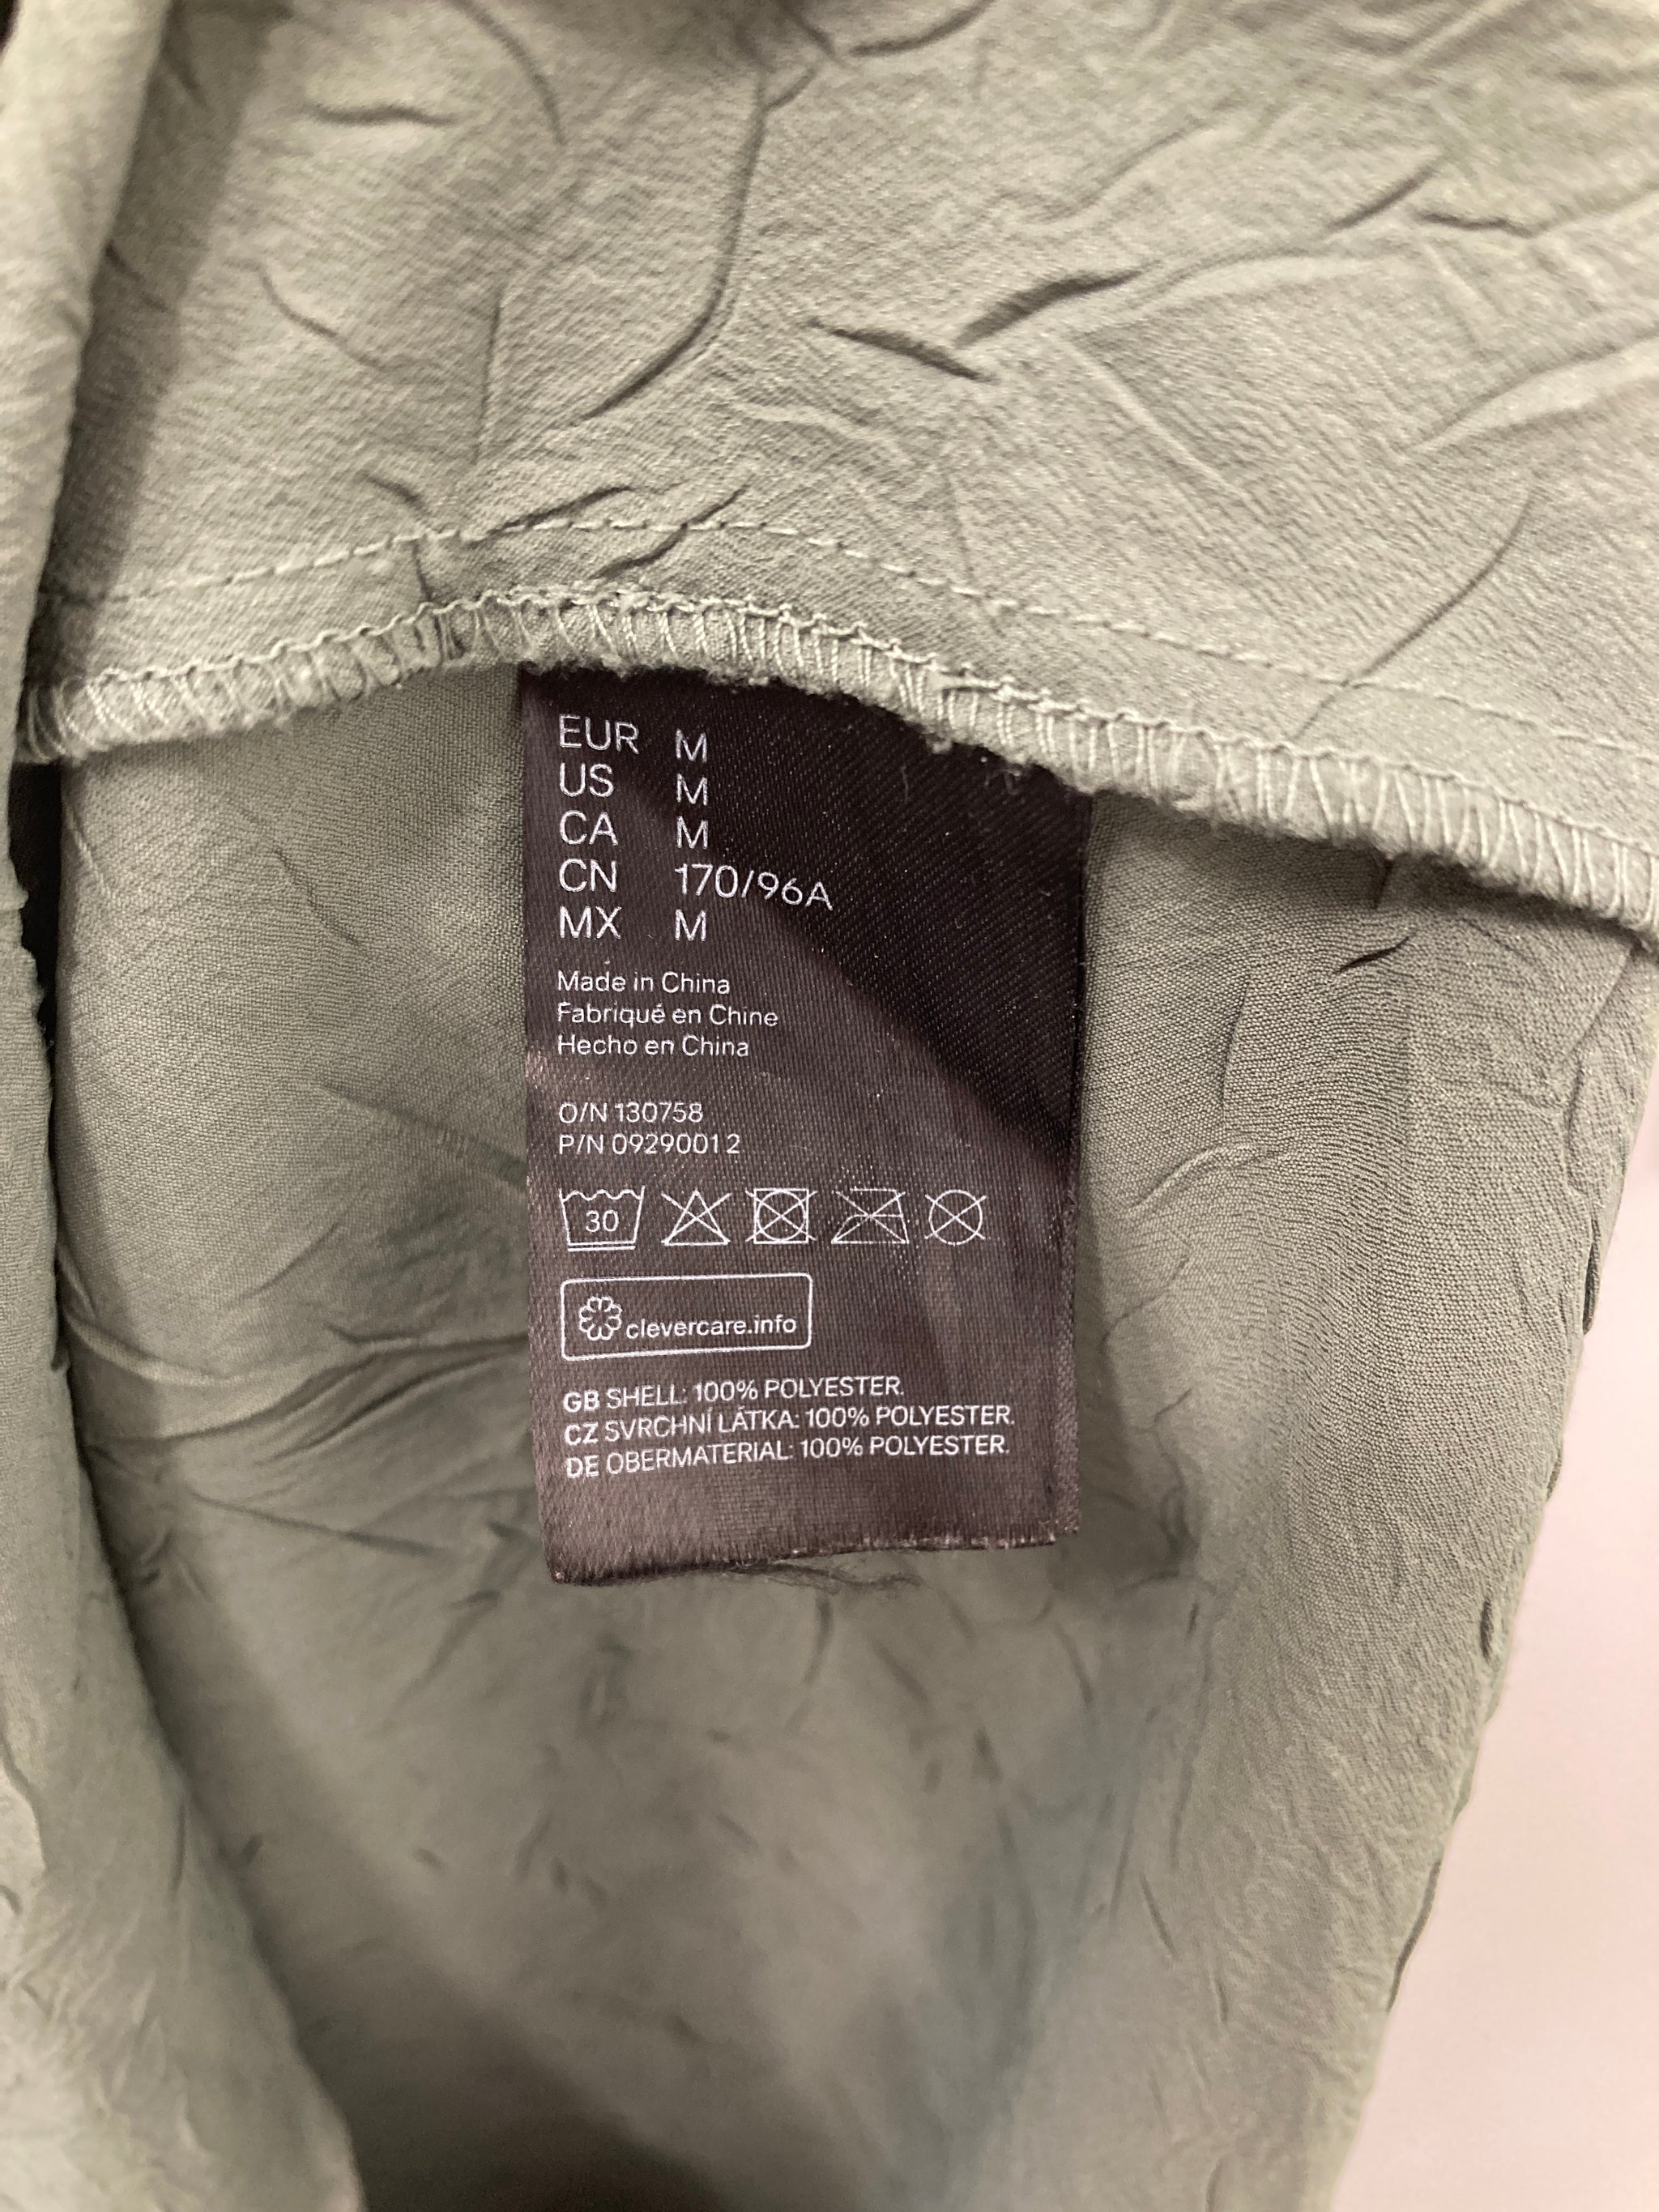 EUR M
US M
CA M
CN 170/96A
MX M
Made in China
Fabriqué en Chine
Hecho en China
O/N 130758
P/N 09290012
30
clevercare.info
GB SHELL: 100% POLYESTER.
CZ SVRCHNÍ LÁTKA: 100% POLYESTER.
DE OBERMATERIAL: 100% POLYESTER.